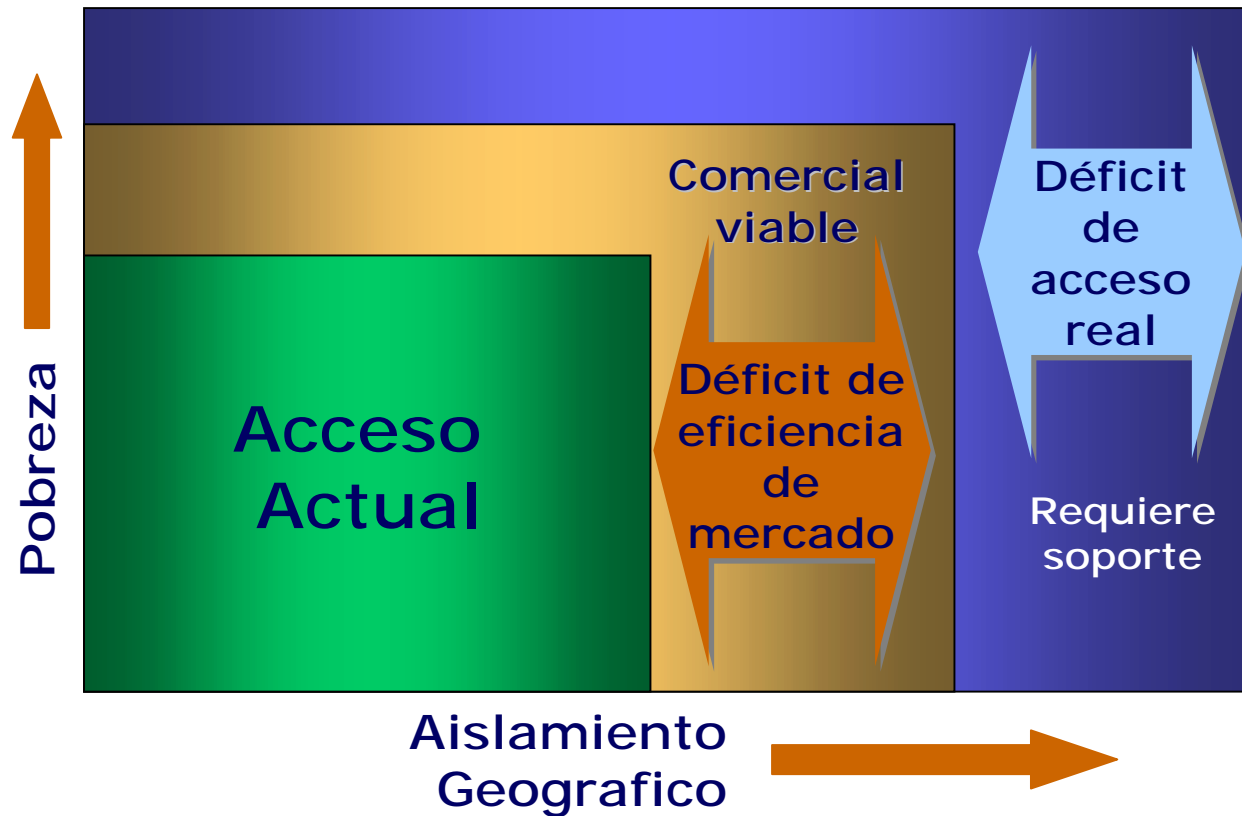 Pobreza
Acceso
Actual
Comercial
viable
Déficit de
eficiencia
de
mercado
Déficit
de
acceso
real
Requiere
soporte
Aislamiento
Geografico